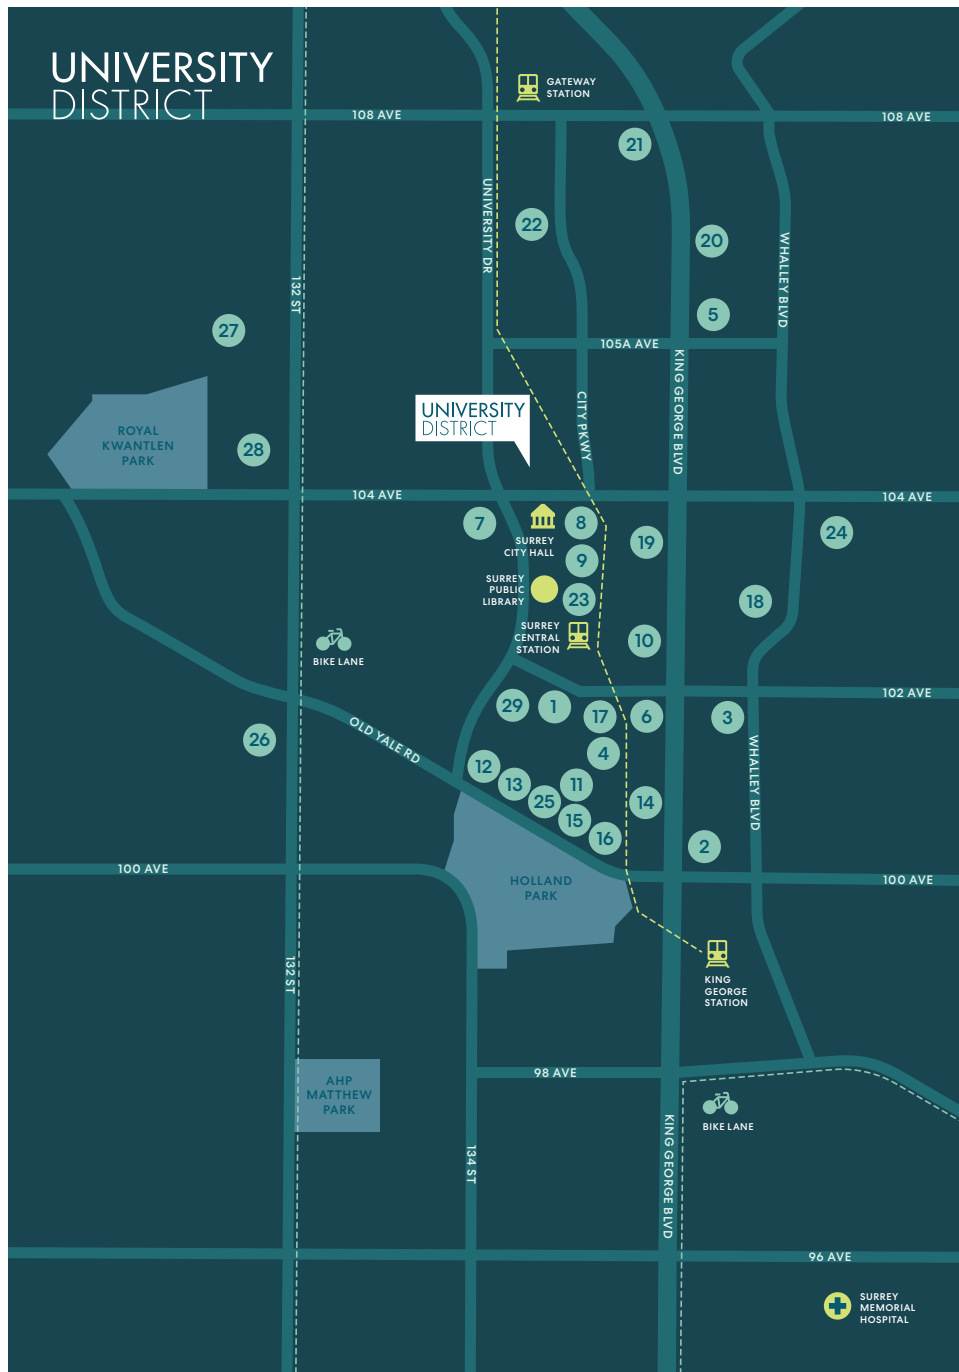 UNIVERSITY
DISTRICT
GATEWAY
STATION
108 AVE
108 AVE
21
UNIVERSITY DR
22
20
WHALLEY BLVD
132 ST
5
27
105A AVE
KING GEORGE BLVD
CITY PKWY
UNIVERSITY
DISTRICT
ROYAL
KWANTLEN
PARK
28
104 AVE
104 AVE
7
8
SURREY
CITY HALL
19
24
9
SURREY
PUBLIC
LIBRARY
23
18
SURREY
CENTRAL
STATION
10
BIKE LANE
102 AVE
29
1
17
6
3
26
OLD YALE RD
4
WHALLEY BLVD
12
13
11
25
14
15
16
2
100 AVE
100 AVE
HOLLAND
PARK
132 ST
KING
GEORGE
STATION
98 AVE
AHP
MATTHEW
PARK
BIKE LANE
134 ST
KING GEORGE BLVD
96 AVE
SURREY
MEMORIAL
HOSPITAL